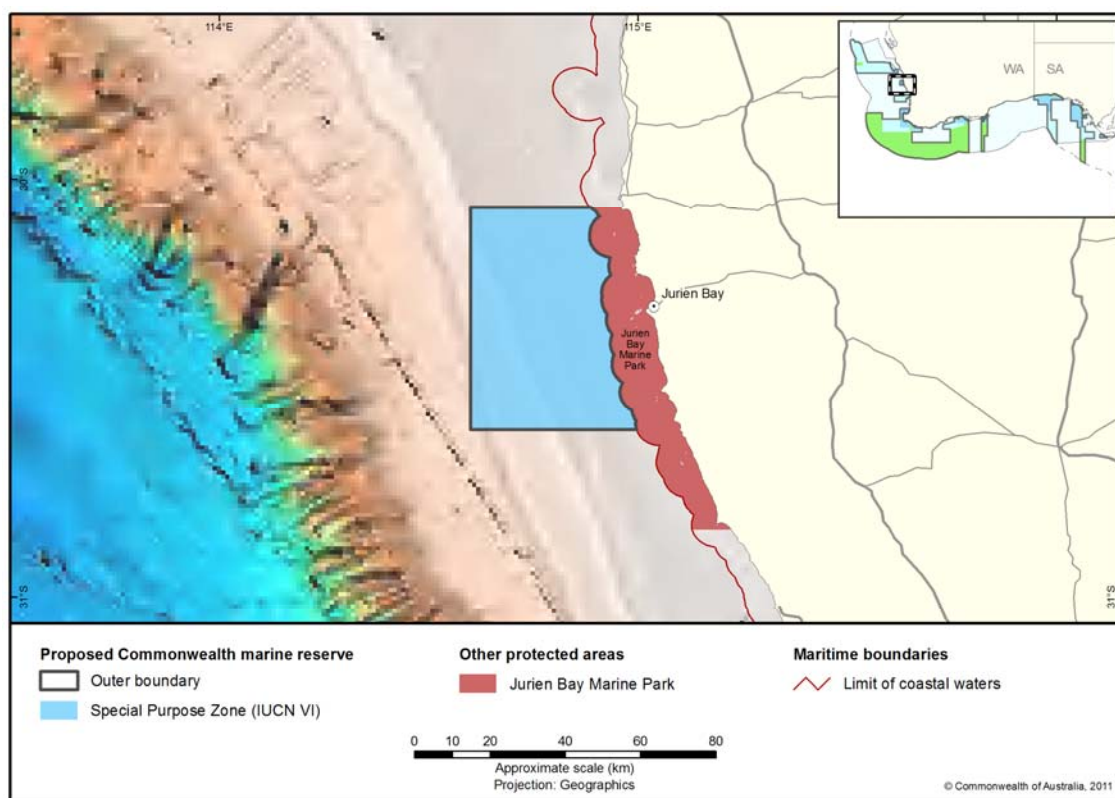 114°E
115°E
WA
SA
30°S
Jurien Bay
Jurien
Bay
Marine
Park
31°S
31°S
Proposed Commonwealth marine reserve
Outer boundary
Special Purpose Zone (IUCN VI)
Other protected areas
Jurien Bay Marine Park
Maritime boundaries
Limit of coastal waters
0 10 20 40 60 80
Approximate scale (km)
Projection: Geographics
© Commonwealth of Australia, 2011